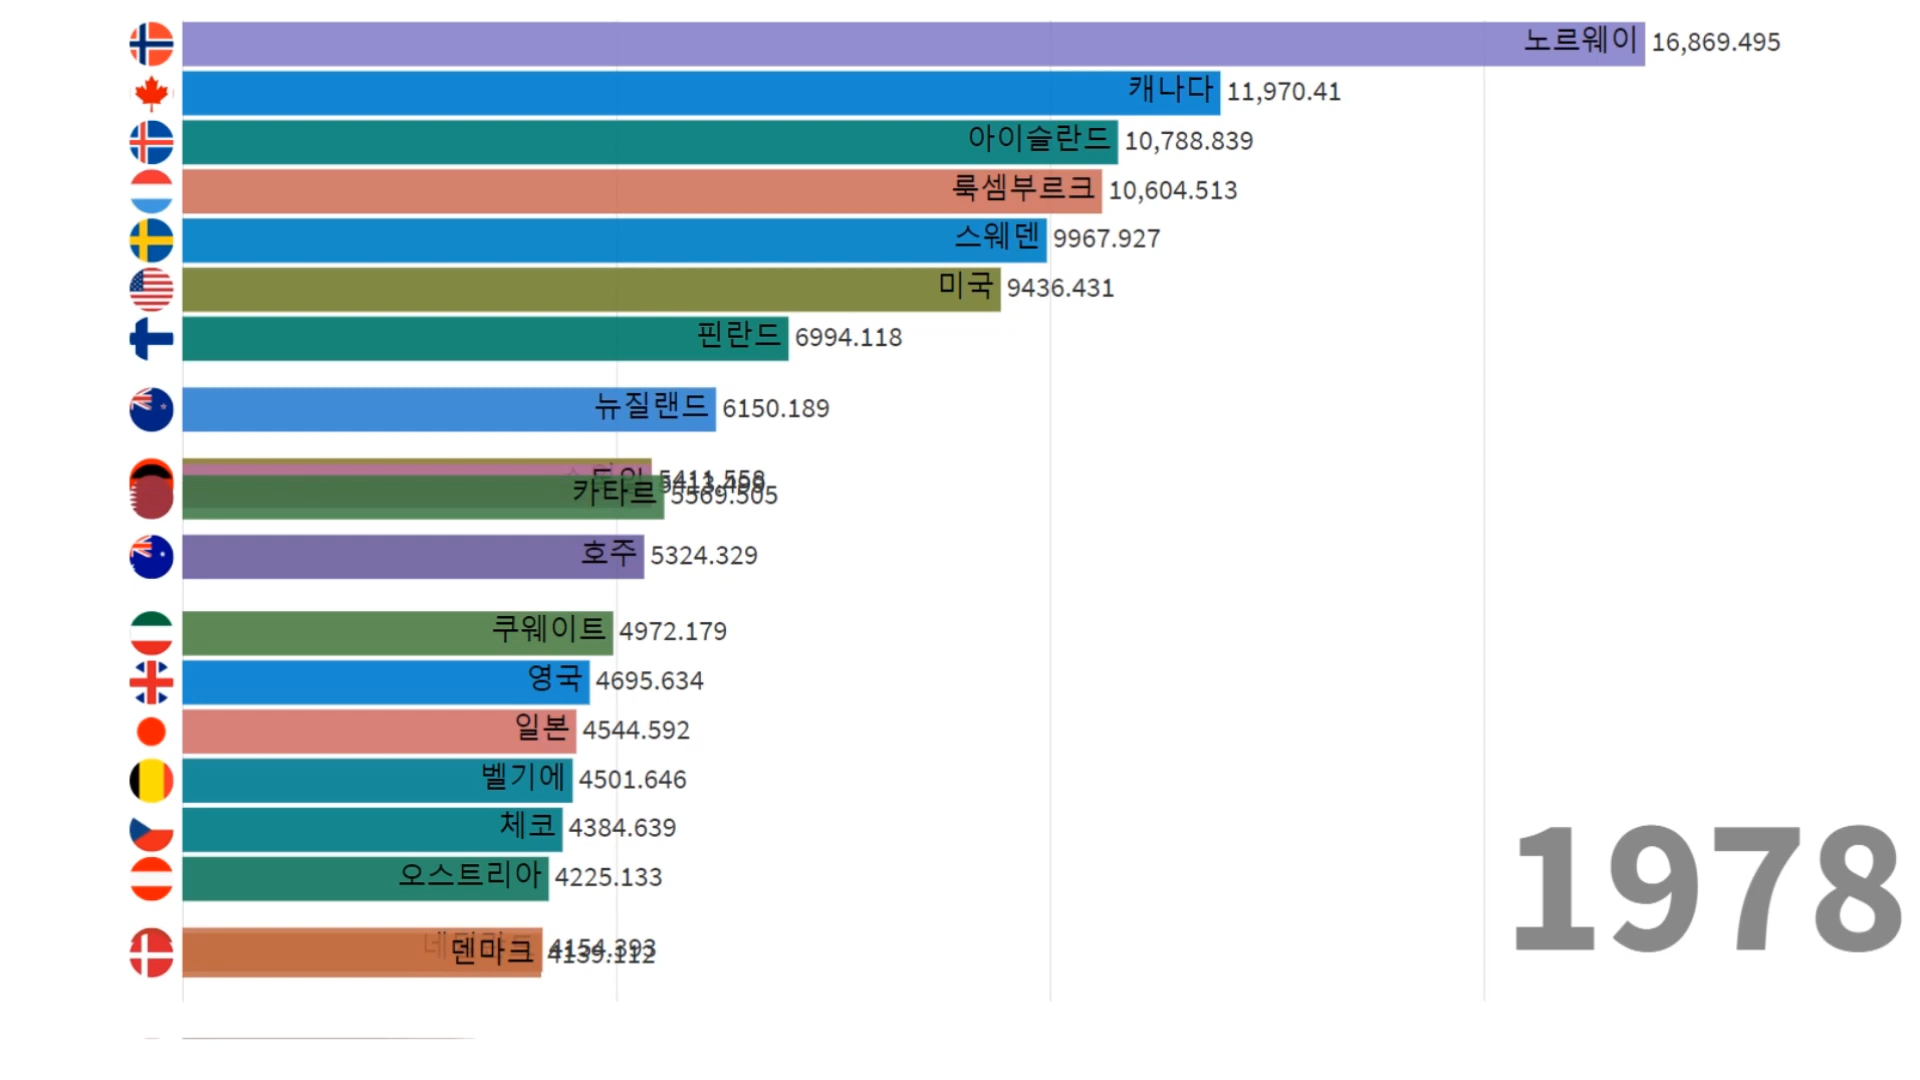 노르웨이 16,869.495
캐나다 11,970.41
아이슬란드 10,788.839
룩셈부르크 10,604.513
스웨덴 9967.927
미국 9436.431
핀란드 6994.118
뉴질랜드 6150.189
카타르 5569.505
호주 5324.329
쿠웨이트 4972.179
영국 4695.634
일본 4544.592
벨기에 4501.646
체코 4384.639
오스트리아 4225.133
덴마크
1978